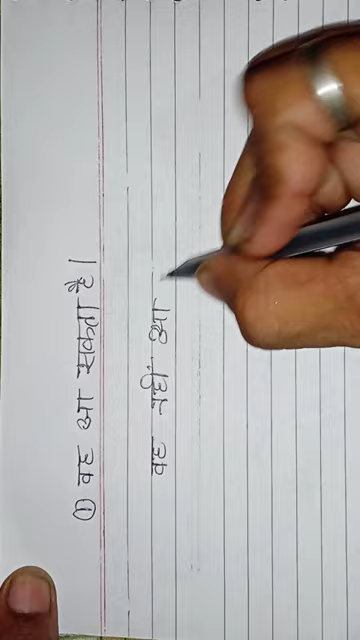 ① वह आ सकता है।
वह नहीं आ